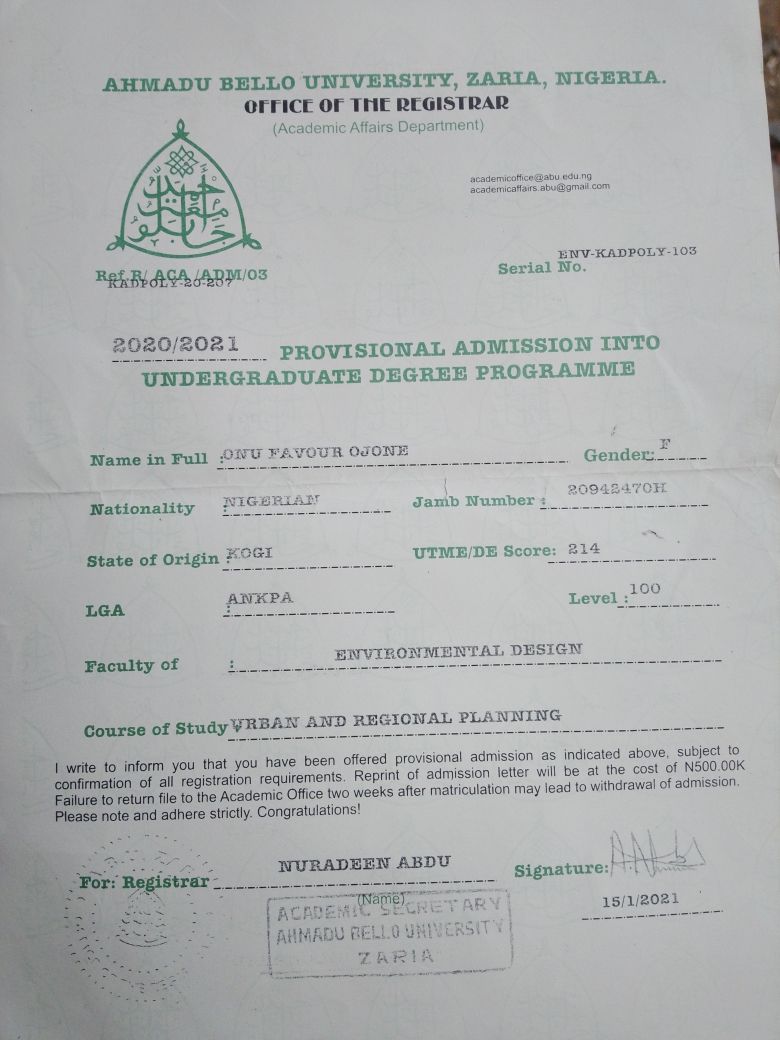 AHMADU BELLO UNIVERSITY, ZARIA, NIGERIA.
OFFICE OF THE REGISTRAR
(Academic Affairs Department)
academicoffice@abu.edu.ng
academicaffairs.abu@gmail.com
Ref.R/ ACA /ADM/03
KADPOLY-20-207
ENV-KADPOLY-103
Serial No.
2020/2021 PROVISIONAL ADMISSION INTO
UNDERGRADUATE DEGREE PROGRAMME
Name in Full : ONU FAVOUR OJONE Gender: F
Nationality : NIGERIAN Jamb Number : 20942470H
State of Origin : KOGI UTME/DE Score: 214
LGA : ANKPA Level : 100
Faculty of : ENVIRONMENTAL DESIGN
Course of Study : URBAN AND REGIONAL PLANNING
I write to inform you that you have been offered provisional admission as indicated above, subject to
confirmation of all registration requirements. Reprint of admission letter will be at the cost of N500.00K
Failure to return file to the Academic Office two weeks after matriculation may lead to withdrawal of admission.
Please note and adhere strictly. Congratulations!
For: Registrar NURADEEN ABDU Signature:
(Name)
15/1/2021
ACADEMIC SECRETARY
AHMADU BELLO UNIVERSITY
ZARIA